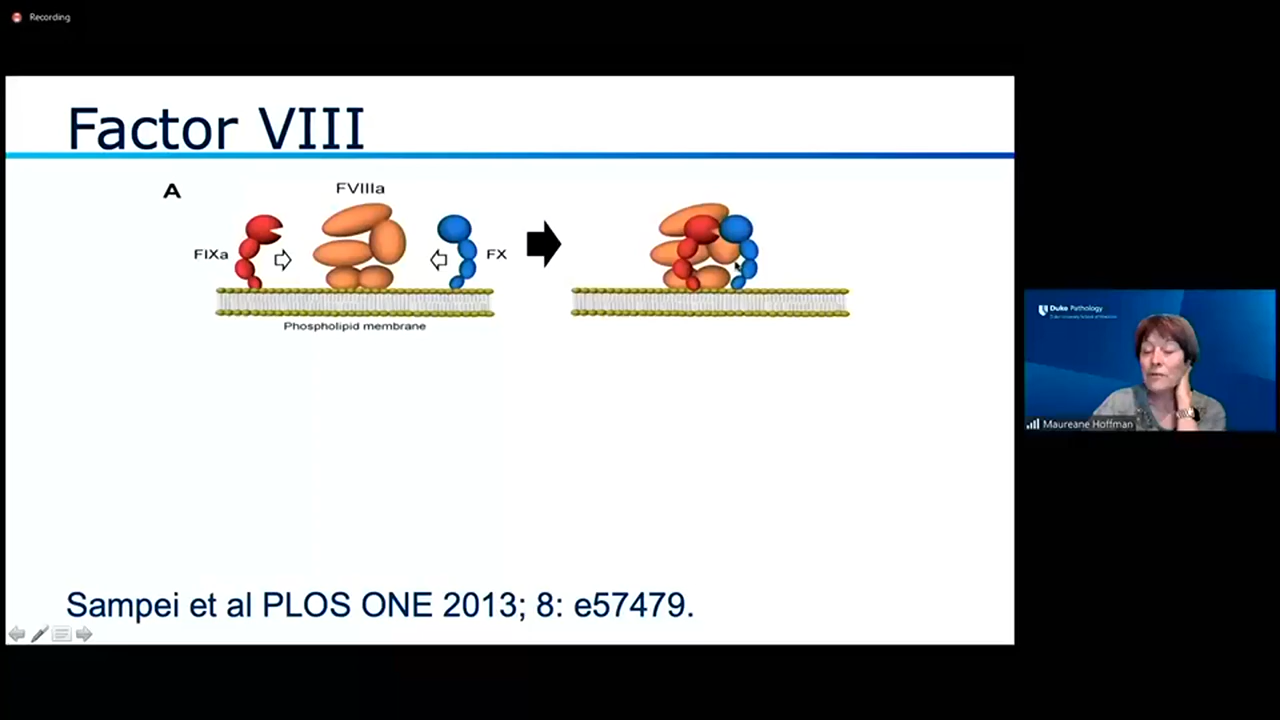 Recording
Factor VIII
A
FVIIIa
FIXa
FX
Phospholipid membrane
Duke Pathology
Maureane Hoffman
Sampei et al PLOS ONE 2013; 8: e57479.